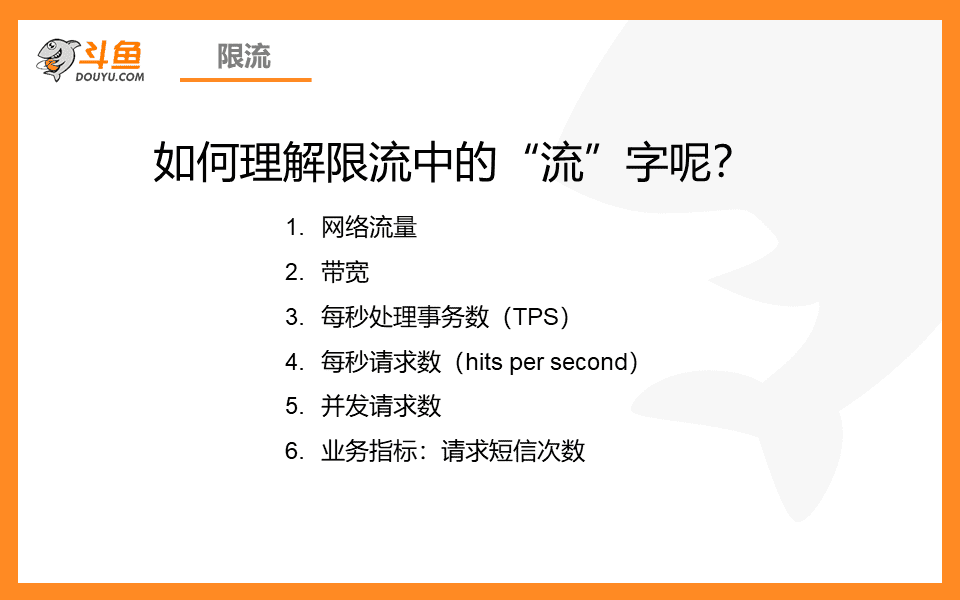 斗鱼
DOUYU.COM
限流
如何理解限流中的“流”字呢？
1. 网络流量
2. 带宽
3. 每秒处理事务数（TPS）
4. 每秒请求数（hits per second）
5. 并发请求数
6. 业务指标：请求短信次数